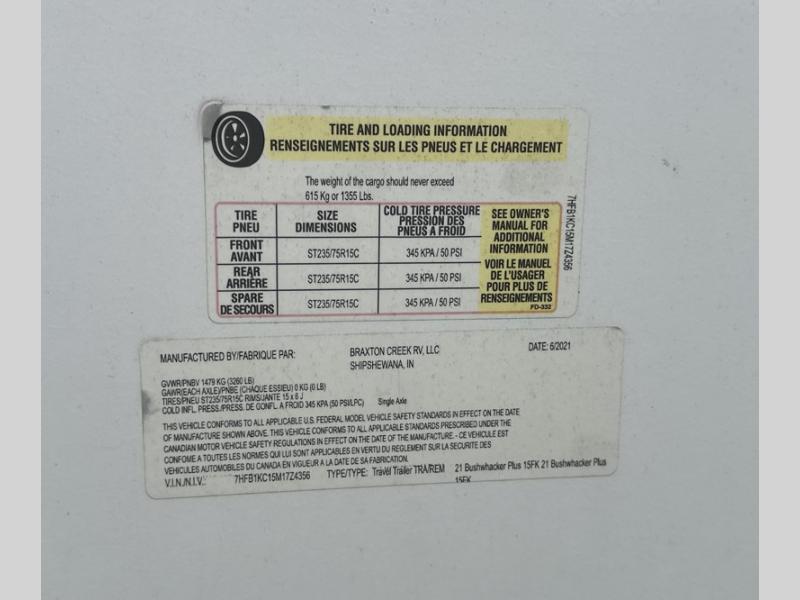 TIRE AND LOADING INFORMATION
RENSEIGNEMENTS SUR LES PNEUS ET LE CHARGEMENT
The weight of the cargo should never exceed
615 Kg or 1355 Lbs.
TIRE PNEU SIZE DIMENSIONS COLD TIRE PRESSURE PRESSION DES PNEUS A FROID
FRONT AVANT ST235/75R15C 345 KPA / 50 PSI
REAR ARRIÈRE ST235/75R15C 345 KPA / 50 PSI
SPARE DE SECOURS ST235/75R15C 345 KPA / 50 PSI
SEE OWNER'S
MANUAL FOR
ADDITIONAL
INFORMATION
VOIR LE MANUEL
DE L'USAGER
POUR PLUS DE
RENSEIGNEMENTS
FD-332
7HFB1KC15M17Z4356
MANUFACTURED BY/FABRIQUE PAR: BRAXTON CREEK RV, LLC DATE: 6/2021
SHIPSHEWANA, IN
GVWR/PNBV 1479 KG (3260 LB)
GAWR(EACH AXLE)/PNBE (CHAQUE ESSIEU) 0 KG (0 LB)
TIRES/PNEU ST235/75R15C RIMS/JANTE 15 x 6 J
COLD INFL. PRESS./PRESS. DE GONFL. A FROID 345 KPA (50 PSI/LPC) Single Axle
THIS VEHICLE CONFORMS TO ALL APPLICABLE U.S. FEDERAL MODEL VEHICLE SAFETY STANDARDS IN EFFECT ON THE DATE
OF MANUFACTURE SHOWN ABOVE. THIS VEHICLE CONFORMS TO ALL APPLICABLE STANDARDS PRESCRIBED UNDER THE
CANADIAN MOTOR VEHICLE SAFETY REGULATIONS IN EFFECT ON THE DATE OF THE MANUFACTURE. - CE VEHICULE EST
CONFOME A TOUTES LES NORMES QUI LUI SONT APPLICABLES EN VERTU DU REGLEMENT SUR LA SECURITE DES
VEHICULES AUTOMOBILES DU CANADA EN VIGUEUR A LA DATE DE SA FABRICATION.
V.I.N./N.I.V.: 7HFB1KC15M17Z4356 TYPE/TYPE: Travel Trailer TRA/REM 21 Bushwhacker Plus 15FK 21 Bushwhacker Plus
15FK